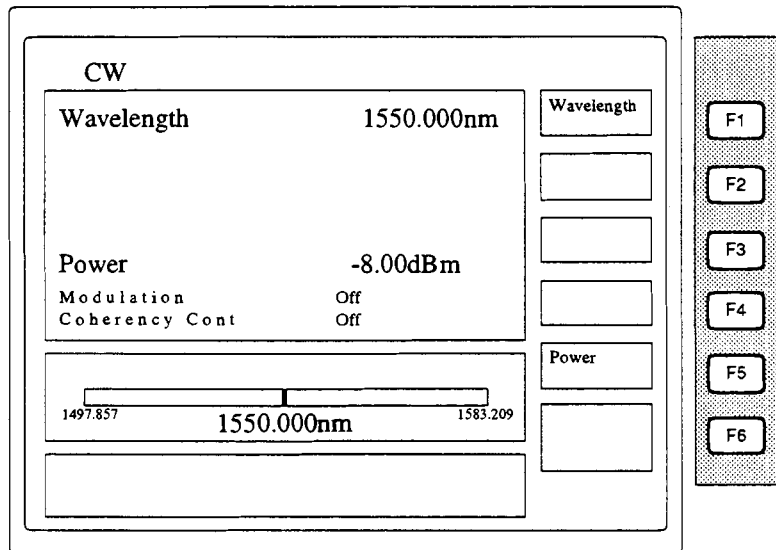 CW
Wavelength 1550.000nm
Power -8.00dBm
Modulation Off
Coherency Cont Off
1497.857 1583.209
1550.000nm
Wavelength
Power
F1
F2
F3
F4
F5
F6